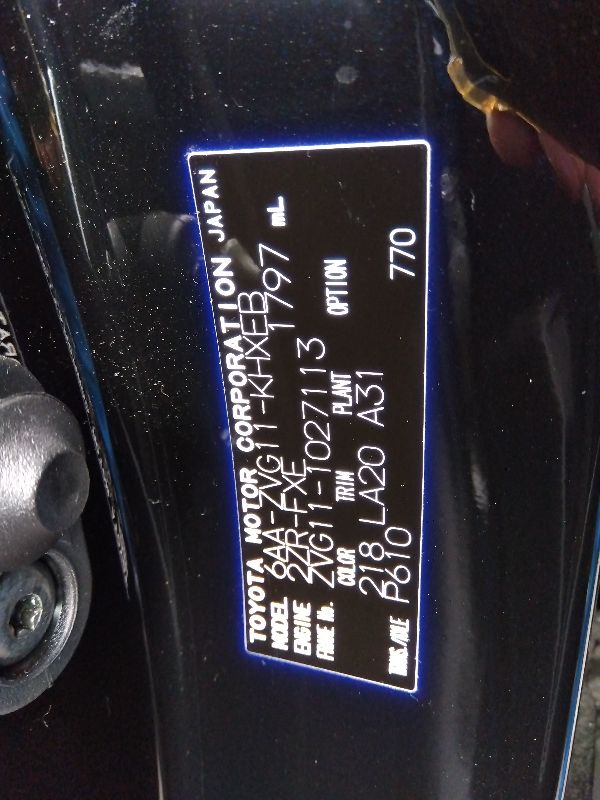 TOYOTA MOTOR CORPORATION JAPAN
MODEL 6AA-ZVG11-KHXEB
ENGINE 2ZR-FXE 1797 mL
FRAME No. ZVG11-1027113
COLOR TRIM PLANT OPTION
218 LA20 A31
TRANS./AXLE P610 770